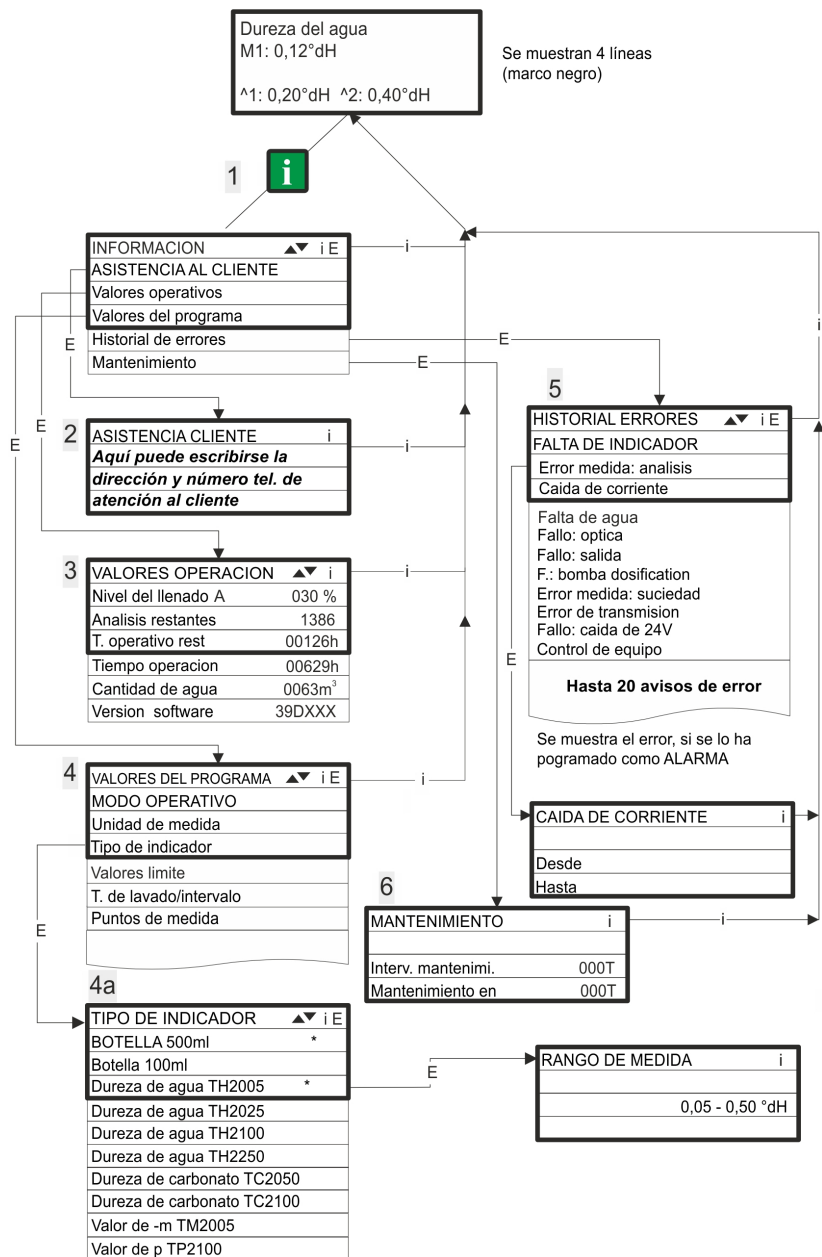 Dureza del agua
M1: 0,12°dH
^1: 0,20°dH ^2: 0,40°dH
Se muestran 4 líneas
(marco negro)
1
i
INFORMACION ▲▼ i E
ASISTENCIA AL CLIENTE
Valores operativos
Valores del programa
Historial de errores
Mantenimiento
i
E
E
E
E
E
i
2
ASISTENCIA CLIENTE i
Aquí puede escribirse la
dirección y número tel. de
atención al cliente
i
3
VALORES OPERACION ▲▼ i
Nivel del llenado A 030 %
Analisis restantes 1386
T. operativo rest 00126h
Tiempo operacion 00629h
Cantidad de agua 0063m³
Version software 39DXXX
i
4
VALORES DEL PROGRAMA ▲▼ i E
MODO OPERATIVO
Unidad de medida
Tipo de indicador
Valores limite
T. de lavado/intervalo
Puntos de medida
i
E
4a
TIPO DE INDICADOR ▲▼ i E
BOTELLA 500ml *
Botella 100ml
Dureza de agua TH2005 *
Dureza de agua TH2025
Dureza de agua TH2100
Dureza de agua TH2250
Dureza de carbonato TC2050
Dureza de carbonato TC2100
Valor de -m TM2005
Valor de p TP2100
E
RANGO DE MEDIDA i
0,05 - 0,50 °dH
5
HISTORIAL ERRORES ▲▼ i E
FALTA DE INDICADOR
Error medida: analisis
Caida de corriente
Falta de agua
Fallo: optica
Fallo: salida
F.: bomba dosification
Error medida: suciedad
Error de transmision
Fallo: caida de 24V
Control de equipo
Hasta 20 avisos de error
Se muestra el error, si se lo ha
pogramado como ALARMA
E
CAIDA DE CORRIENTE i
Desde
Hasta
6
MANTENIMIENTO i
Interv. mantenimi. 000T
Mantenimiento en 000T
i